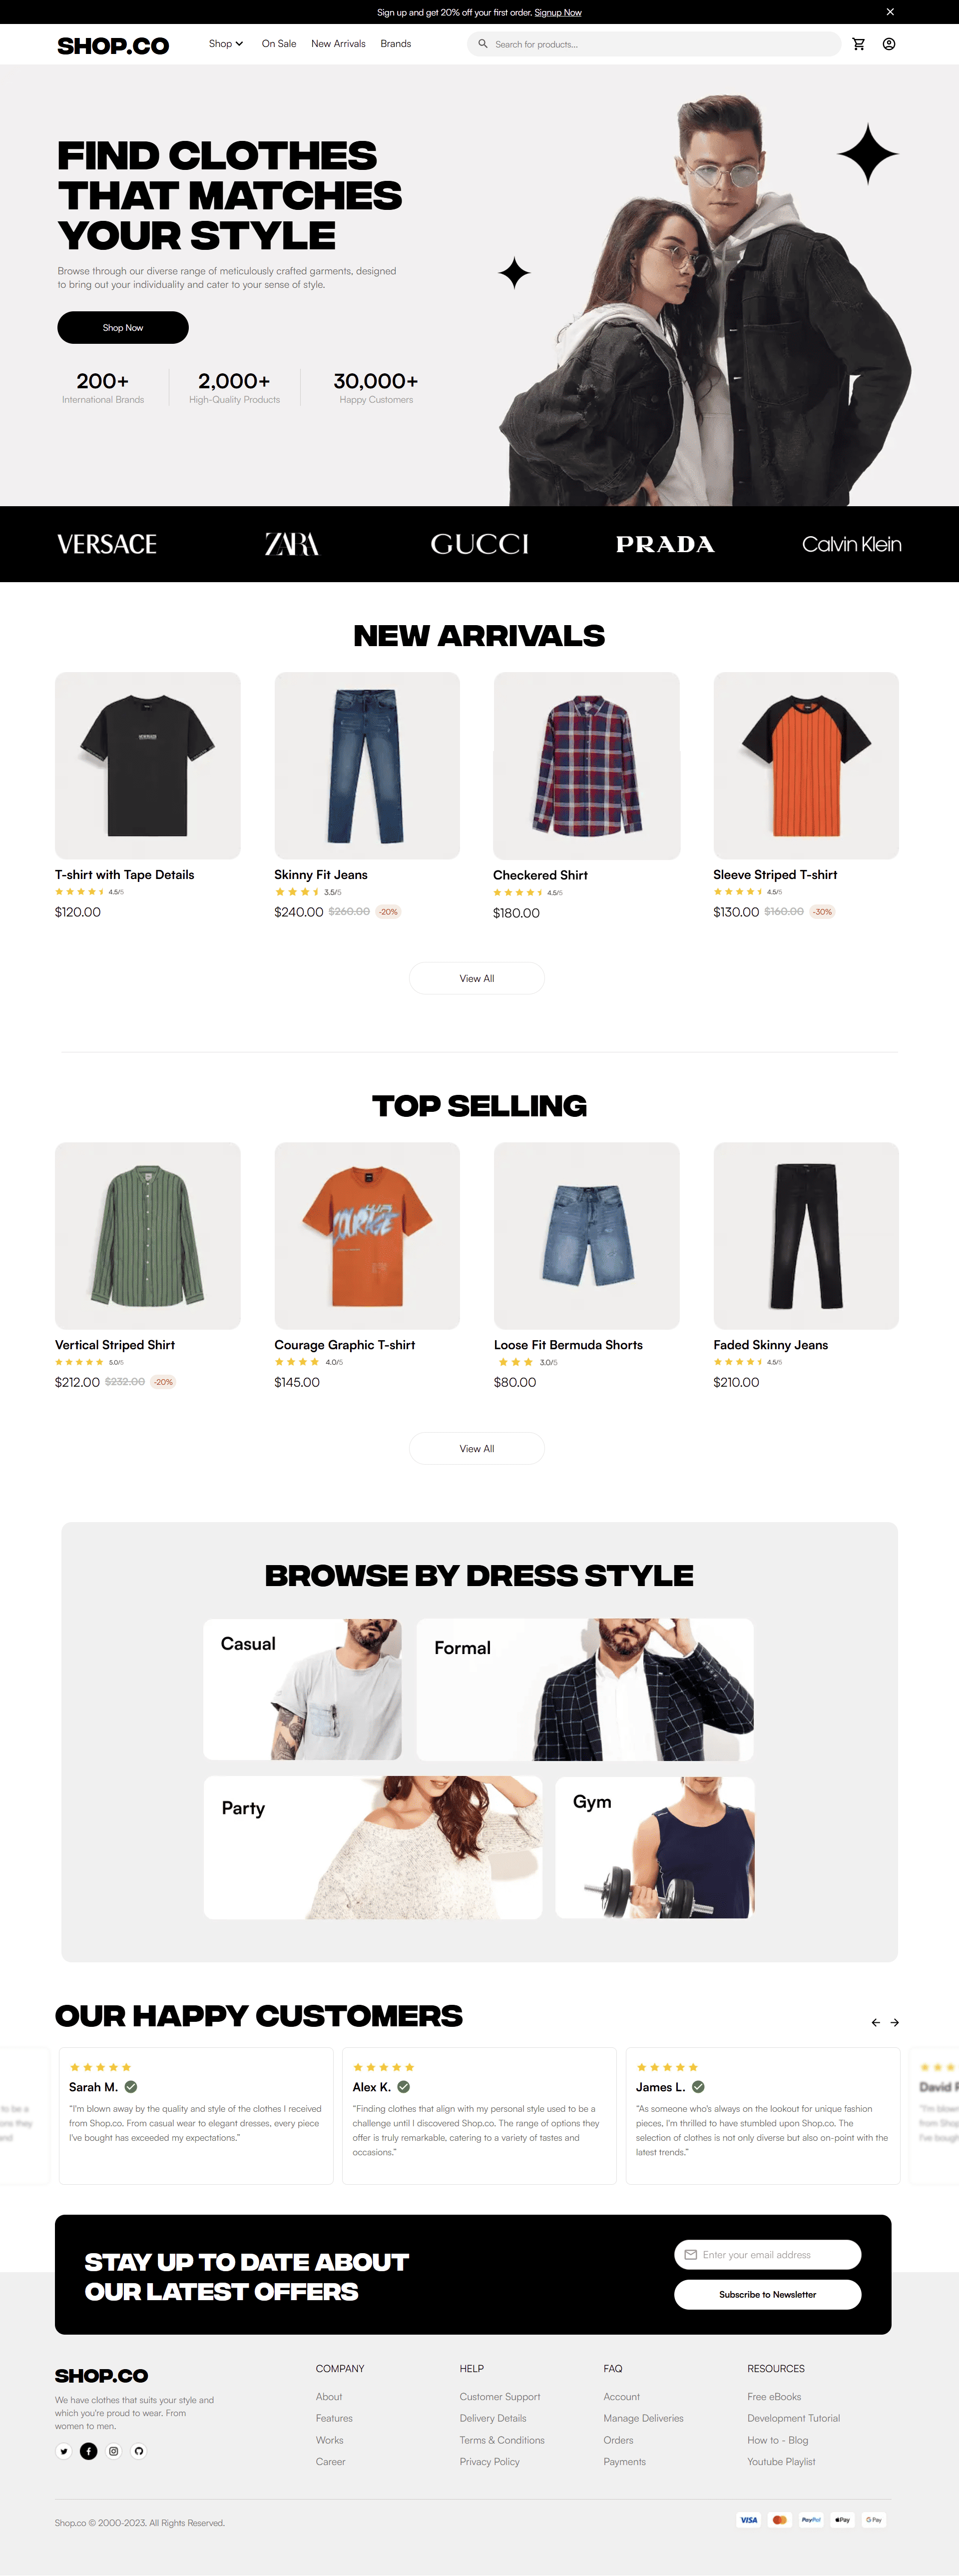 Sign up and get 20% off your first order. Signup Now
SHOP.CO
Shop
On Sale
New Arrivals
Brands
Search for products...
FIND CLOTHES
THAT MATCHES
YOUR STYLE
Browse through our diverse range of meticulously crafted garments, designed
to bring out your individuality and cater to your sense of style.
Shop Now
200+
International Brands
2,000+
High-Quality Products
30,000+
Happy Customers
VERSACE
ZARA
GUCCI
PRADA
Calvin Klein
NEW ARRIVALS
T-shirt with Tape Details
4.5/5
$120.00
Skinny Fit Jeans
3.5/5
$240.00 $260.00 -20%
Checkered Shirt
4.5/5
$180.00
Sleeve Striped T-shirt
4.5/5
$130.00 $160.00 -30%
View All
TOP SELLING
Vertical Striped Shirt
5.0/5
$212.00 $232.00 -20%
Courage Graphic T-shirt
4.0/5
$145.00
Loose Fit Bermuda Shorts
3.0/5
$80.00
Faded Skinny Jeans
4.5/5
$210.00
View All
BROWSE BY DRESS STYLE
Casual
Formal
Party
Gym
OUR HAPPY CUSTOMERS
to be a
ons they
and
Sarah M.
"I'm blown away by the quality and style of the clothes I received
from Shop.co. From casual wear to elegant dresses, every piece
I've bought has exceeded my expectations."
Alex K.
"Finding clothes that align with my personal style used to be a
challenge until I discovered Shop.co. The range of options they
offer is truly remarkable, catering to a variety of tastes and
occasions."
James L.
"As someone who's always on the lookout for unique fashion
pieces, I'm thrilled to have stumbled upon Shop.co. The
selection of clothes is not only diverse but also on-point with the
latest trends."
David
"I'm blown
from Shop
I've bough
STAY UP TO DATE ABOUT
OUR LATEST OFFERS
Enter your email address
Subscribe to Newsletter
SHOP.CO
We have clothes that suits your style and
which you're proud to wear. From
women to men.
COMPANY
About
Features
Works
Career
HELP
Customer Support
Delivery Details
Terms & Conditions
Privacy Policy
FAQ
Account
Manage Deliveries
Orders
Payments
RESOURCES
Free eBooks
Development Tutorial
How to - Blog
Youtube Playlist
Shop.co © 2000-2023. All Rights Reserved.
VISA
PayPal
Pay
G Pay